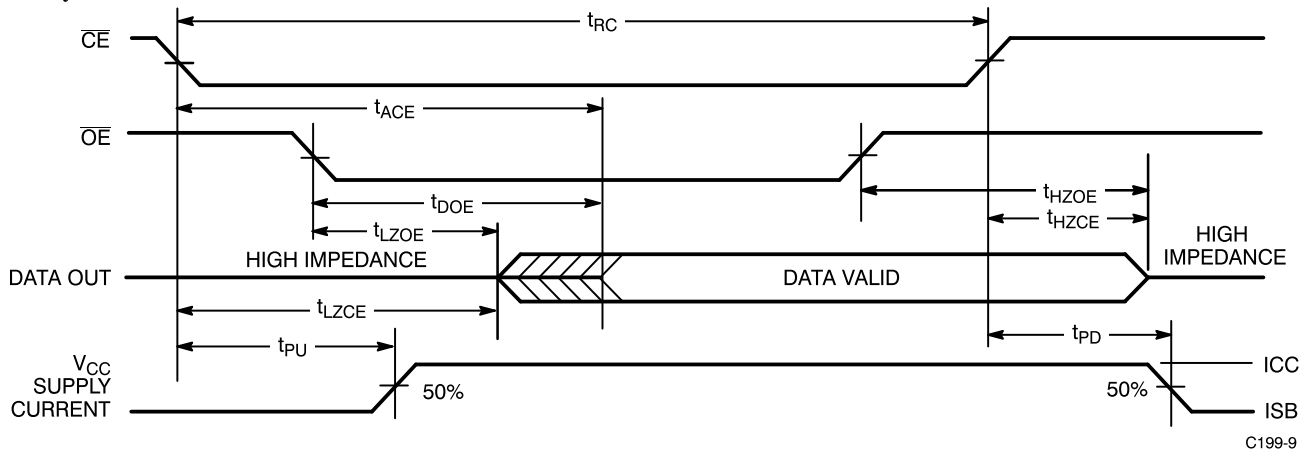 tRC
CE
tACE
OE
tDOE
tHZOE
tLZOE
tHZCE
HIGH IMPEDANCE
HIGH
IMPEDANCE
DATA OUT
DATA VALID
tLZCE
tPU
tPD
VCC
SUPPLY
CURRENT
50%
50%
ICC
ISB
C199-9